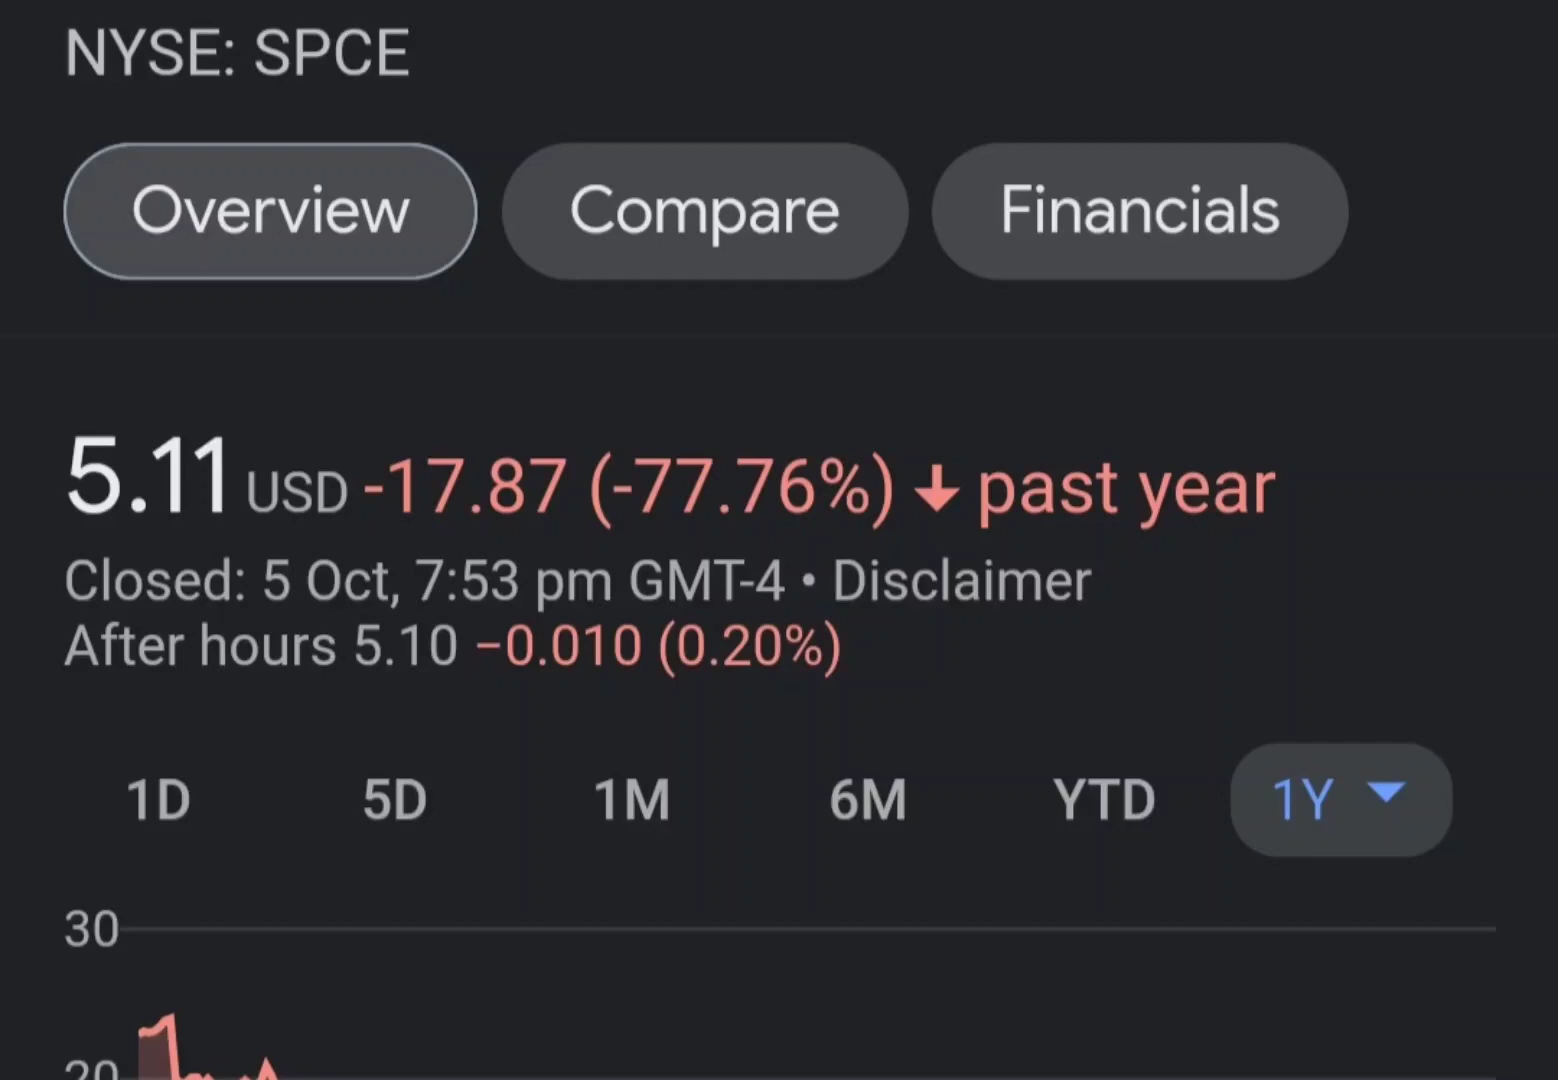 NYSE: SPCE
Overview Compare Financials
5.11 USD -17.87 (-77.76%) ↓ past year
Closed: 5 Oct, 7:53 pm GMT-4 • Disclaimer
After hours 5.10 −0.010 (0.20%)
1D 5D 1M 6M YTD 1Y
30
20